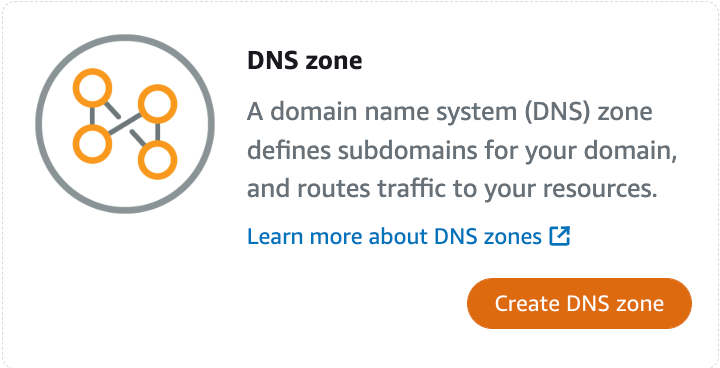 DNS zone
A domain name system (DNS) zone
defines subdomains for your domain,
and routes traffic to your resources.
Learn more about DNS zones
Create DNS zone